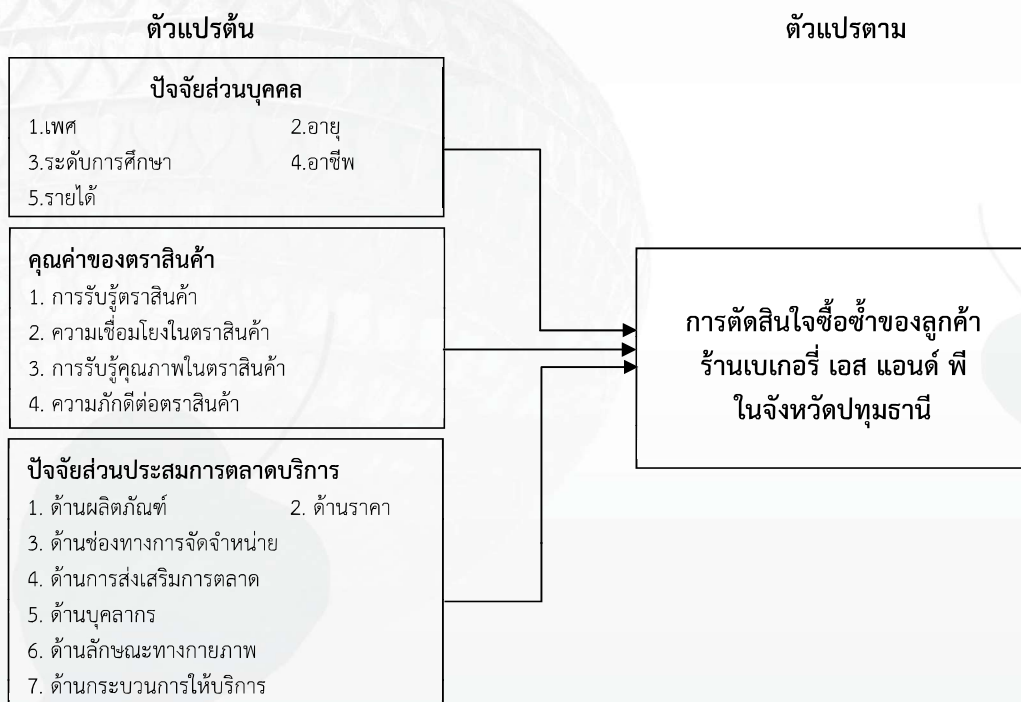 ตัวแปรต้น ตัวแปรตาม
ปัจจัยส่วนบุคคล
1.เพศ 2.อายุ
3.ระดับการศึกษา 4.อาชีพ
5.รายได้
คุณค่าของตราสินค้า
1. การรับรู้ตราสินค้า
2. ความเชื่อมโยงในตราสินค้า
3. การรับรู้คุณภาพในตราสินค้า
4. ความภักดีต่อตราสินค้า
ปัจจัยส่วนประสมการตลาดบริการ
1. ด้านผลิตภัณฑ์ 2. ด้านราคา
3. ด้านช่องทางการจัดจำหน่าย
4. ด้านการส่งเสริมการตลาด
5. ด้านบุคลากร
6. ด้านลักษณะทางกายภาพ
7. ด้านกระบวนการให้บริการ
การตัดสินใจซื้อซ้ำของลูกค้า
ร้านเบเกอรี่ เอส แอนด์ พี
ในจังหวัดปทุมธานี